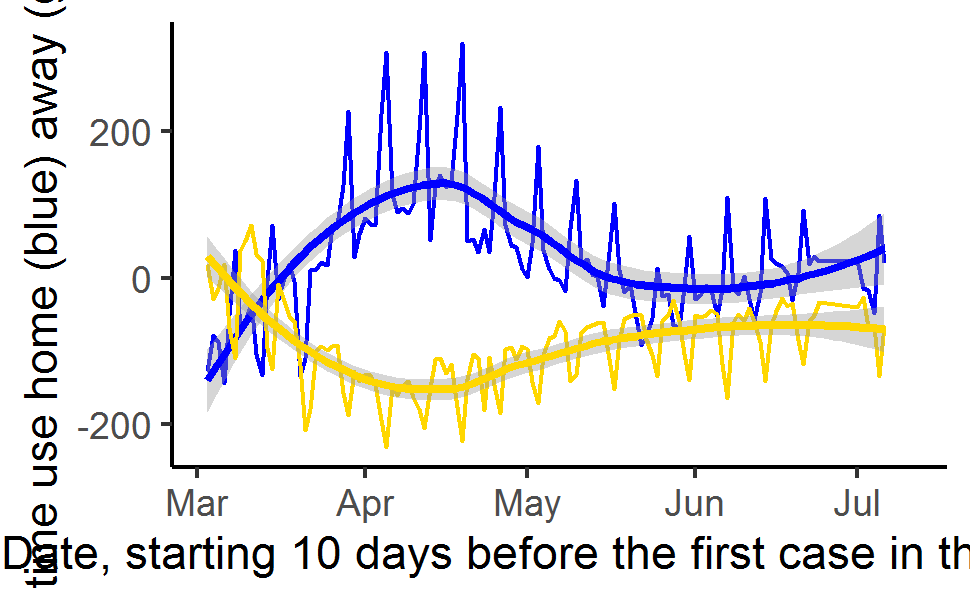 time use home (blue) away (
200
0
-200
Mar Apr May Jun Jul
Date, starting 10 days before the first case in th